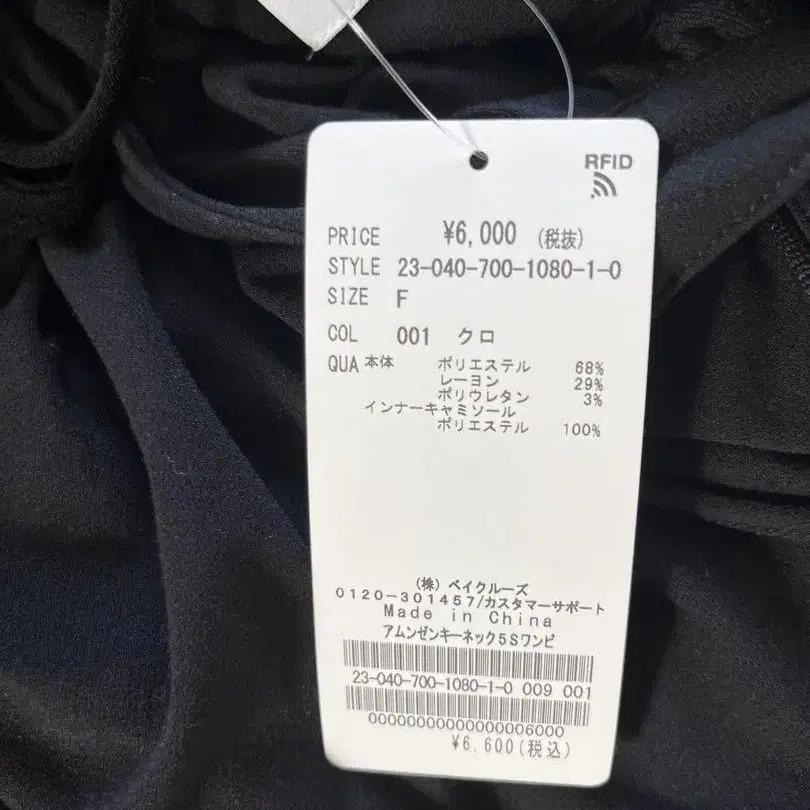 RFID
PRICE ¥6,000 (税抜)
STYLE 23-040-700-1080-1-0
SIZE F
COL 001 クロ
QUA 本体 ポリエステル 68%
レーヨン 29%
ポリウレタン 3%
インナーキャミソール
ポリエステル 100%
(株) ベイクルーズ
0120-301457/カスタマーサポート
Made in China
アムンゼンキーネック5Sワンピ
23-040-700-1080-1-0 009 001
00000000000000006000
¥6,600(税込)